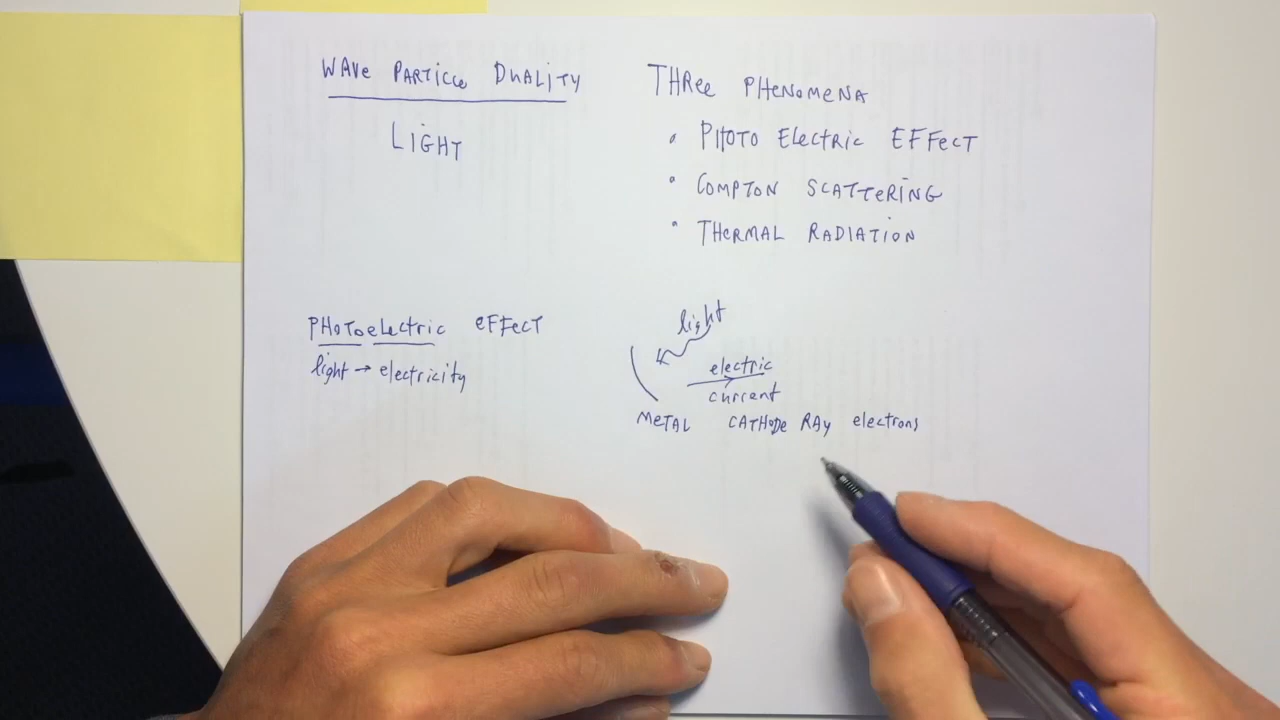 WAVE PARTICLE DUALITY
LIGHT
THREE PHENOMENA
• PHOTO ELECTRIC EFFECT
• COMPTON SCATTERING
• THERMAL RADIATION
PHOTOELECTRIC EFFECT
light → electricity
light
electric
current
METAL CATHODE RAY electrons